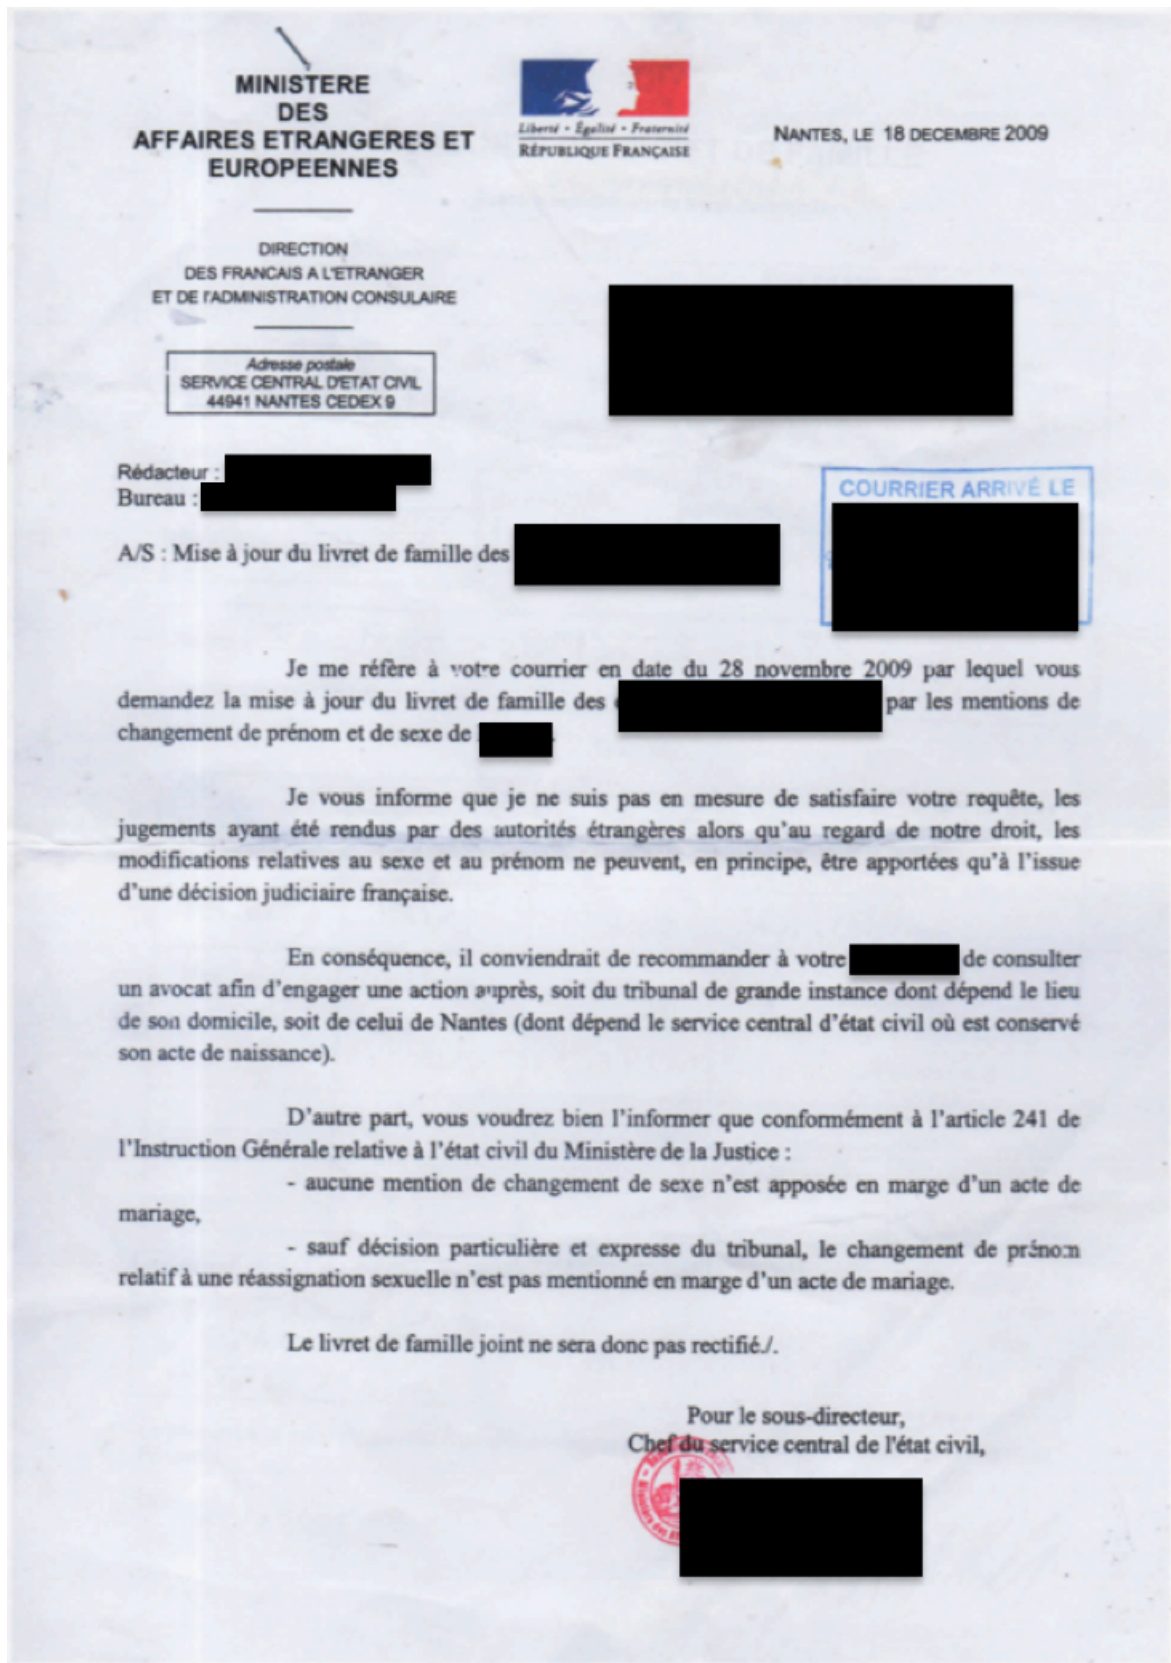 MINISTERE
DES
AFFAIRES ETRANGERES ET
EUROPEENNES
Liberté • Égalité • Fraternité
RÉPUBLIQUE FRANÇAISE
NANTES, LE 18 DECEMBRE 2009
DIRECTION
DES FRANCAIS A L'ETRANGER
ET DE l'ADMINISTRATION CONSULAIRE
Adresse postale
SERVICE CENTRAL D'ETAT CIVIL
44941 NANTES CEDEX 9
Rédacteur :
Bureau :
COURRIER ARRIVÉ LE
A/S : Mise à jour du livret de famille des
Je me réfère à votre courrier en date du 28 novembre 2009 par lequel vous
demandez la mise à jour du livret de famille des par les mentions de
changement de prénom et de sexe de .
Je vous informe que je ne suis pas en mesure de satisfaire votre requête, les
jugements ayant été rendus par des autorités étrangères alors qu'au regard de notre droit, les
modifications relatives au sexe et au prénom ne peuvent, en principe, être apportées qu'à l'issue
d'une décision judiciaire française.
En conséquence, il conviendrait de recommander à votre de consulter
un avocat afin d'engager une action auprès, soit du tribunal de grande instance dont dépend le lieu
de son domicile, soit de celui de Nantes (dont dépend le service central d'état civil où est conservé
son acte de naissance).
D'autre part, vous voudrez bien l'informer que conformément à l'article 241 de
l'Instruction Générale relative à l'état civil du Ministère de la Justice :
- aucune mention de changement de sexe n'est apposée en marge d'un acte de
mariage,
- sauf décision particulière et expresse du tribunal, le changement de prénom
relatif à une réassignation sexuelle n'est pas mentionné en marge d'un acte de mariage.
Le livret de famille joint ne sera donc pas rectifié./.
Pour le sous-directeur,
Chef du service central de l'état civil,